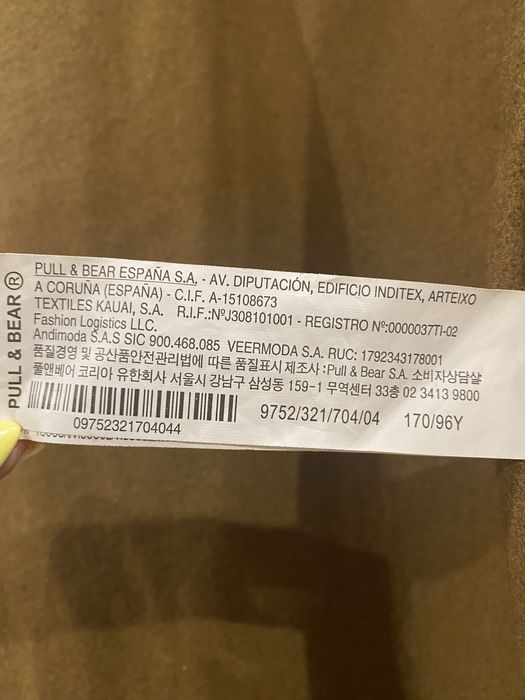 PULL & BEAR®
PULL & BEAR ESPAÑA S.A. - AV. DIPUTACIÓN, EDIFICIO INDITEX, ARTEIXO
A CORUÑA (ESPAÑA) - C.I.F. A-15108673
TEXTILES KAUAI, S.A. R.I.F.:NºJ308101001 - REGISTRO Nº:0000037TI-02
Fashion Logistics LLC.
Andimoda S.A.S SIC 900.468.085 VEERMODA S.A. RUC: 1792343178001
품질경영 및 공산품안전관리법에 따른 품질표시제조사 :Pull & Bear S.A. 소비자상담실
풀앤베어 코리아 유한회사 서울시 강남구 삼성동 159-1 무역센터 33층 02 3413 9800
09752321704044
9752/321/704/04 170/96Y